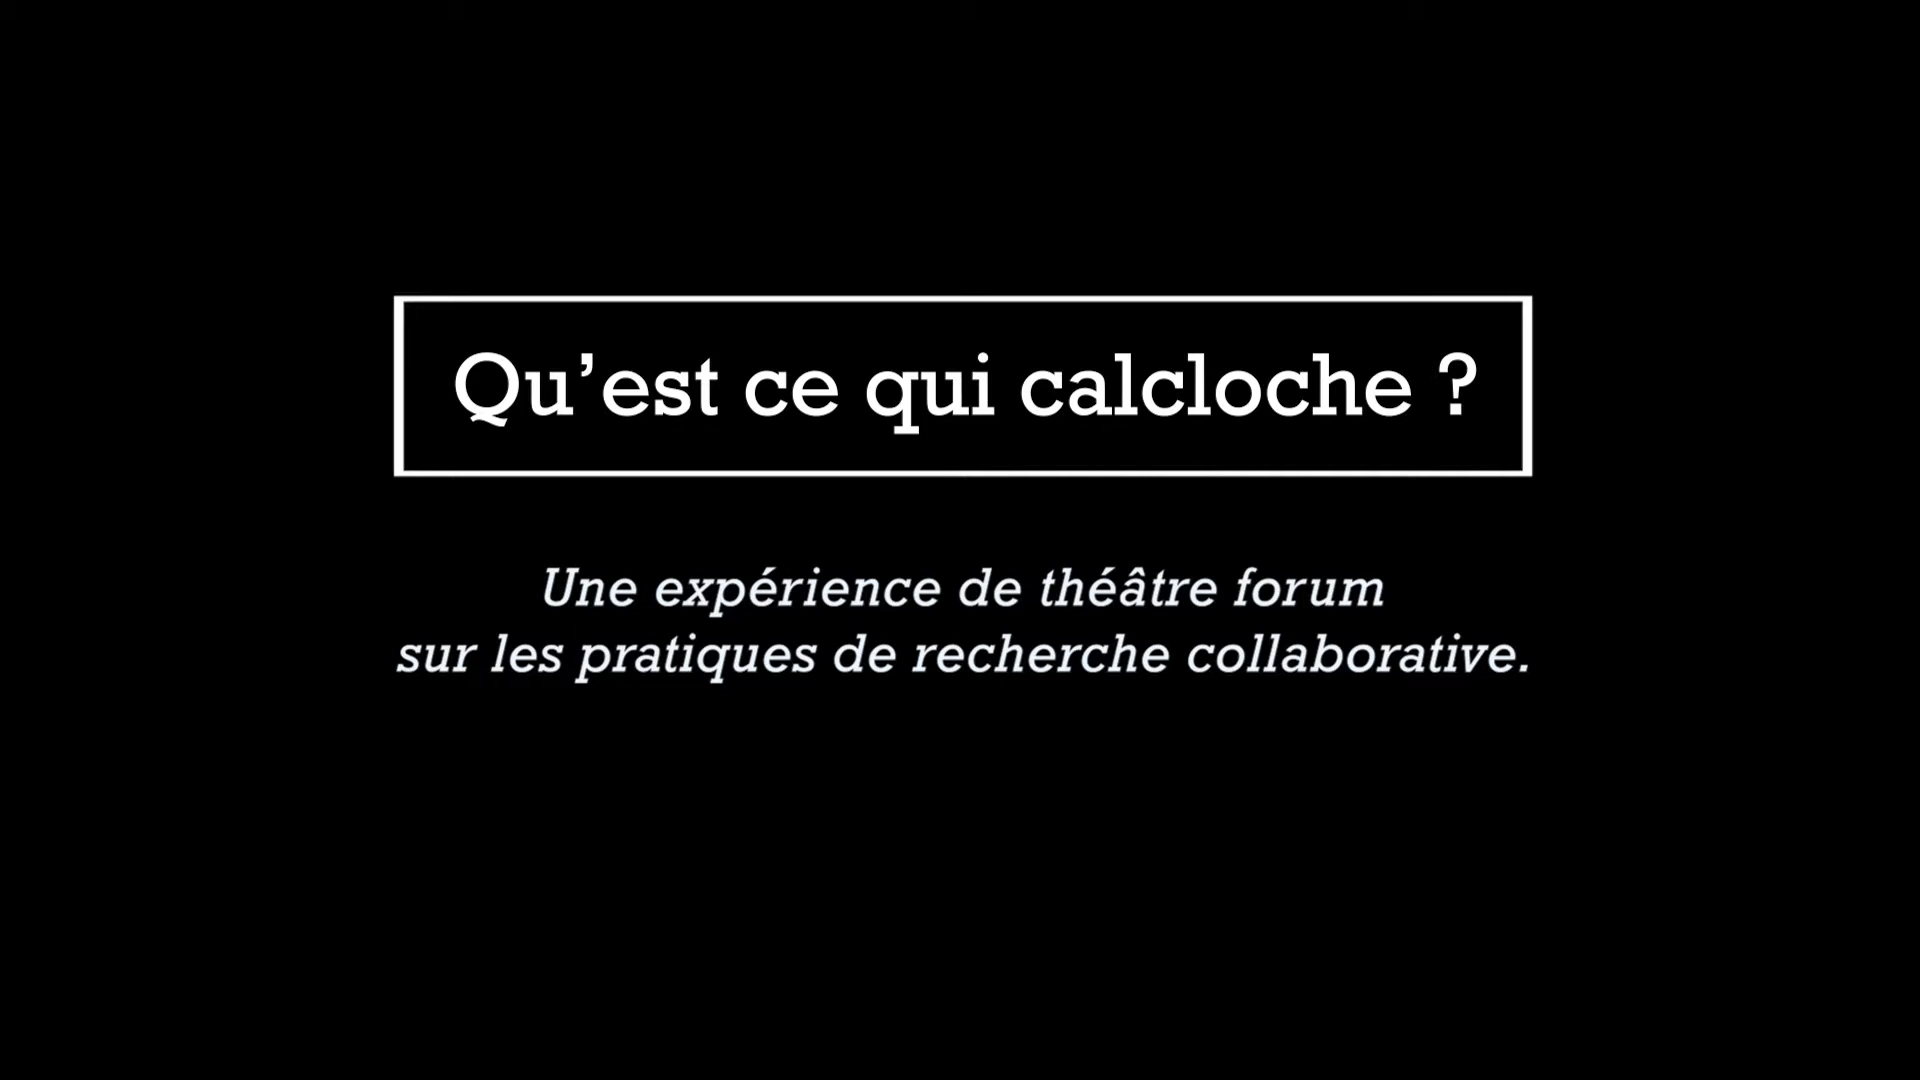 Qu’est ce qui calcloche ?
Une expérience de théâtre forum
sur les pratiques de recherche collaborative.